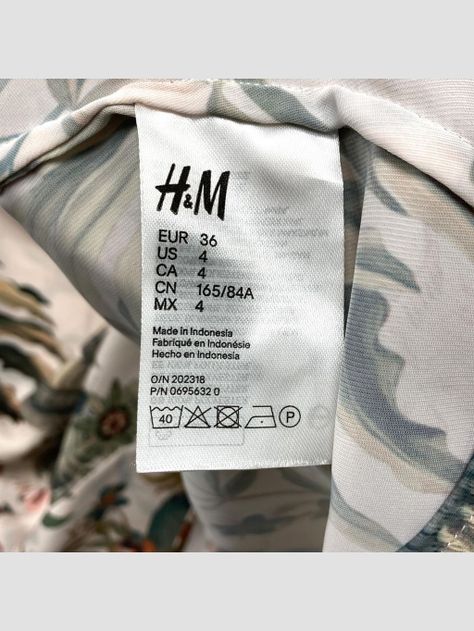 H&M
EUR 36
US 4
CA 4
CN 165/84A
MX 4
Made in Indonesia
Fabriqué en Indonésie
Hecho en Indonesia
O/N 202318
P/N 0695632 0
40 P